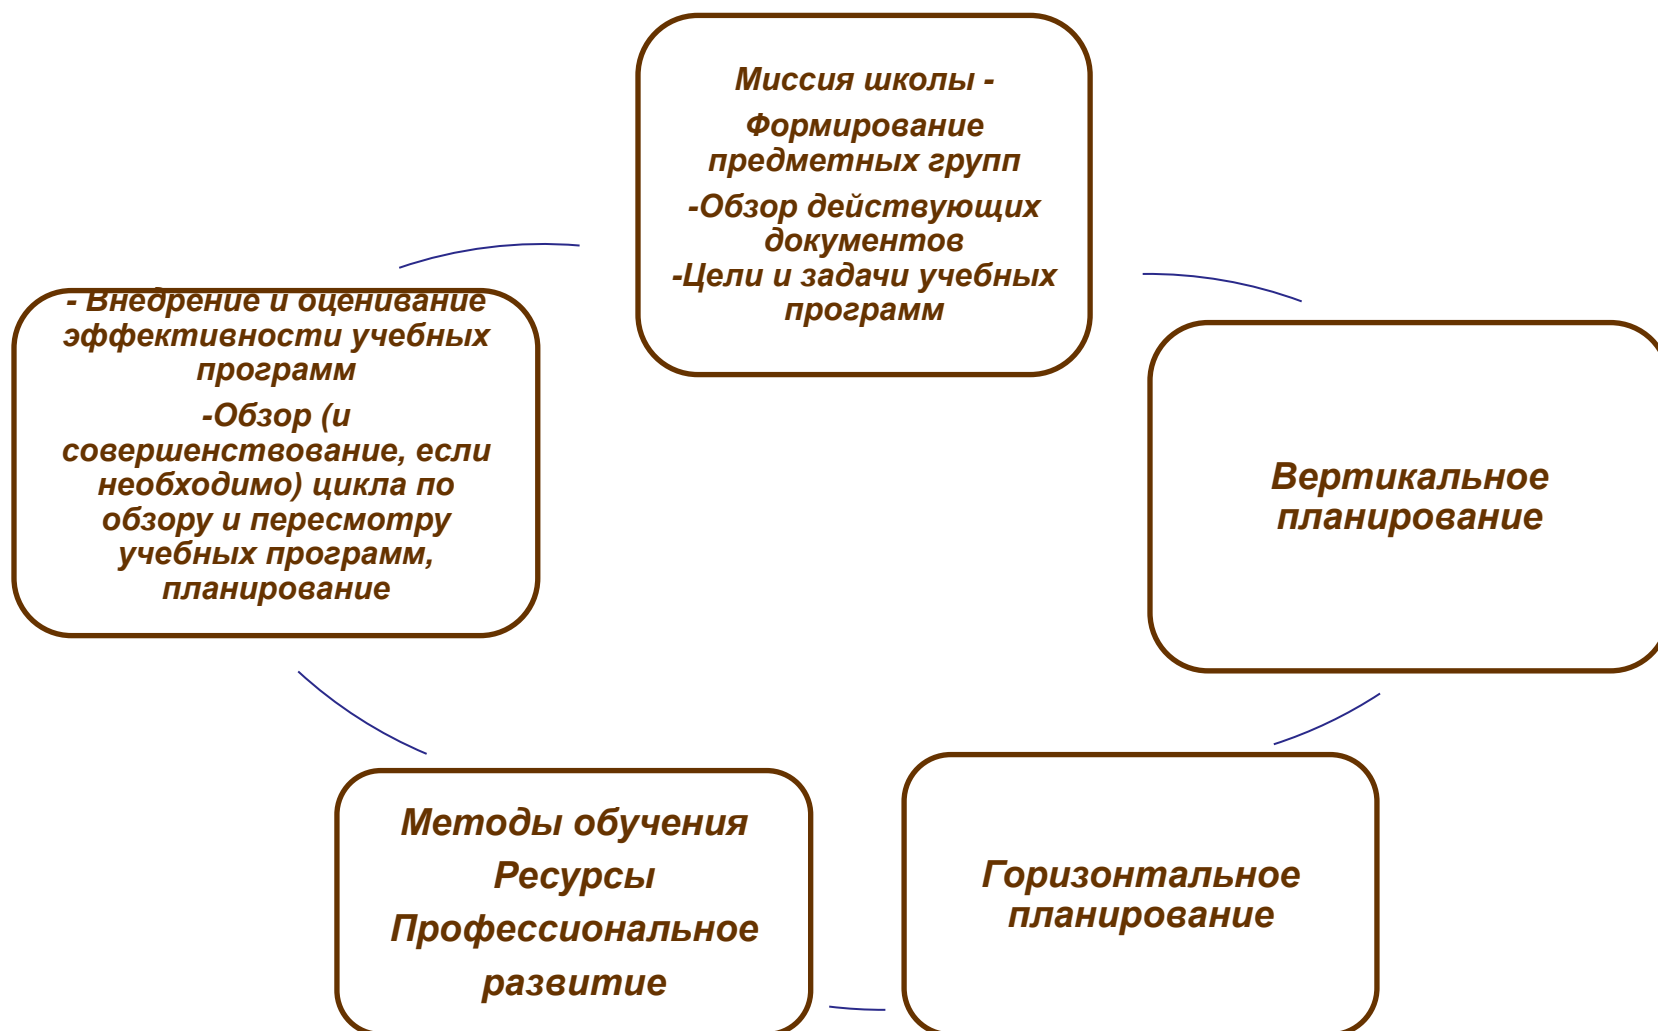 Миссия школы -
Формирование
предметных групп
-Обзор действующих
документов
-Цели и задачи учебных
программ
Вертикальное
планирование
Горизонтальное
планирование
Методы обучения
Ресурсы
Профессиональное
развитие
- Внедрение и оценивание
эффективности учебных
программ
-Обзор (и
совершенствование, если
необходимо) цикла по
обзору и пересмотру
учебных программ,
планирование